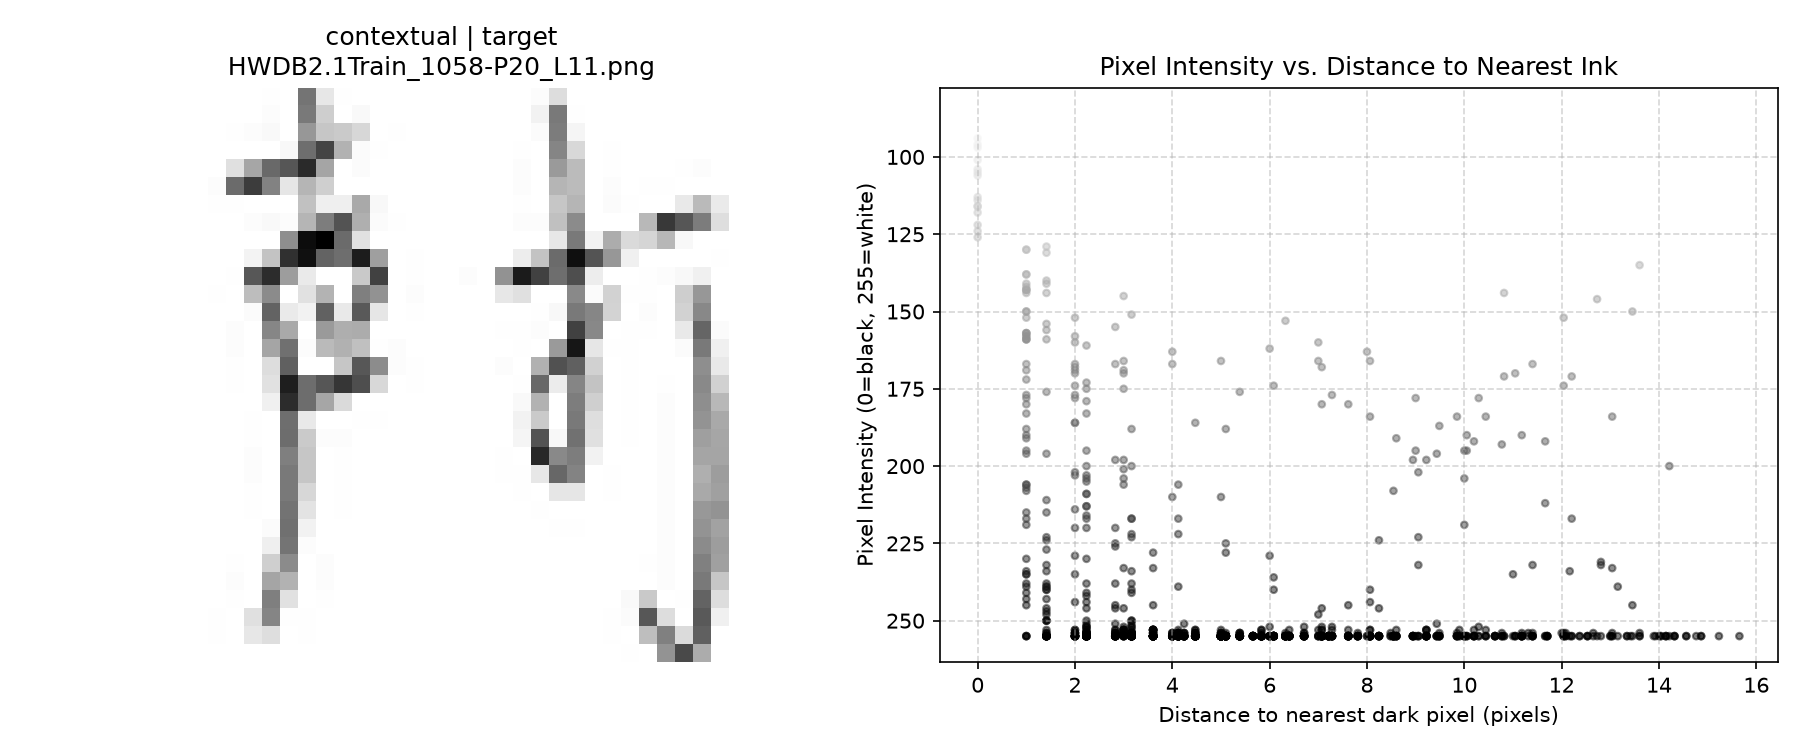 contextual | target
HWDB2.1Train_1058-P20_L11.png
Pixel Intensity vs. Distance to Nearest Ink
Pixel Intensity (0=black, 255=white)
100
125
150
175
200
225
250
0 2 4 6 8 10 12 14 16
Distance to nearest dark pixel (pixels)